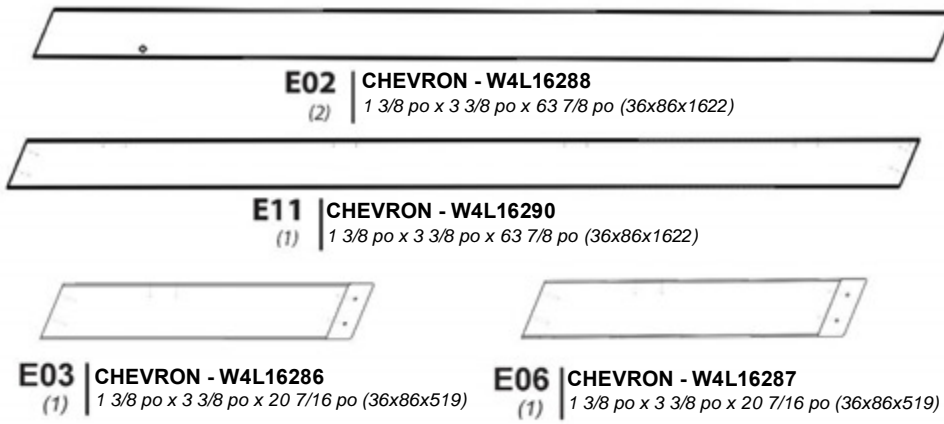 E02 CHEVRON - W4L16288
(2) 1 3/8 po x 3 3/8 po x 63 7/8 po (36x86x1622)
E11 CHEVRON - W4L16290
(1) 1 3/8 po x 3 3/8 po x 63 7/8 po (36x86x1622)
E03 CHEVRON - W4L16286
(1) 1 3/8 po x 3 3/8 po x 20 7/16 po (36x86x519)
E06 CHEVRON - W4L16287
(1) 1 3/8 po x 3 3/8 po x 20 7/16 po (36x86x519)